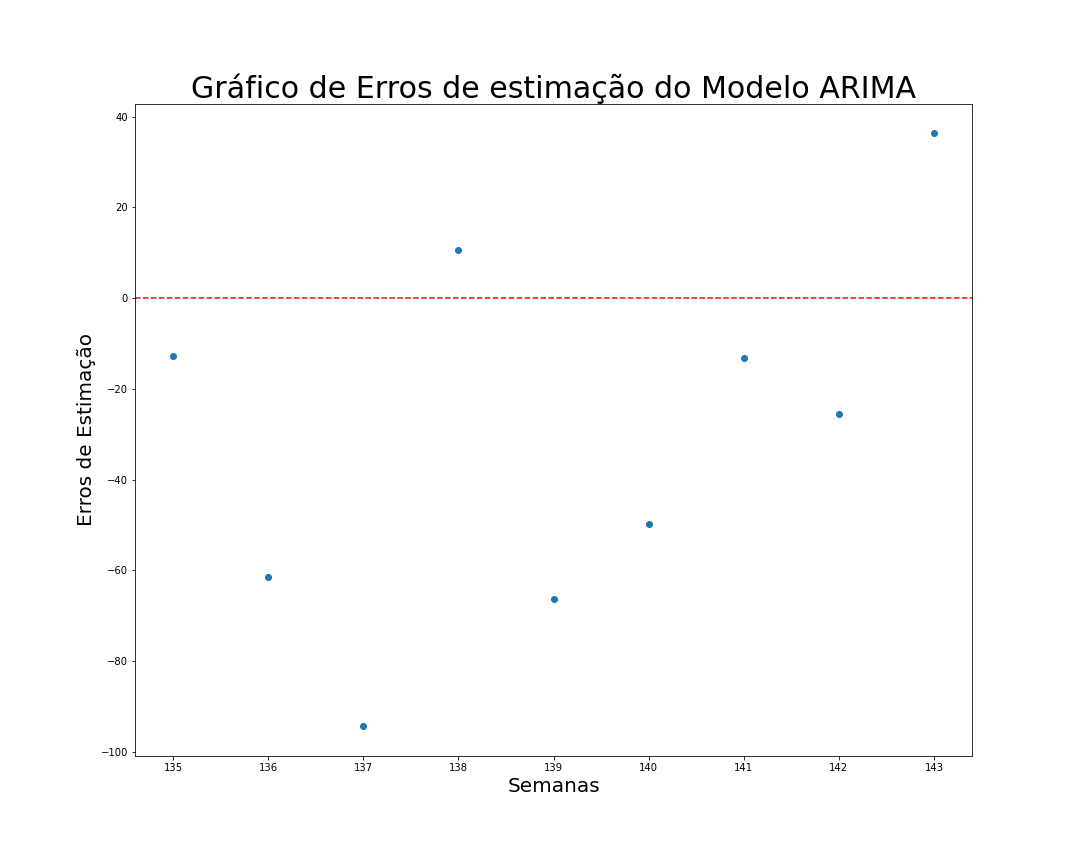 Gráfico de Erros de estimação do Modelo ARIMA
40
20
0
−20
−40
−60
−80
−100
Erros de Estimação
135 136 137 138 139 140 141 142 143
Semanas